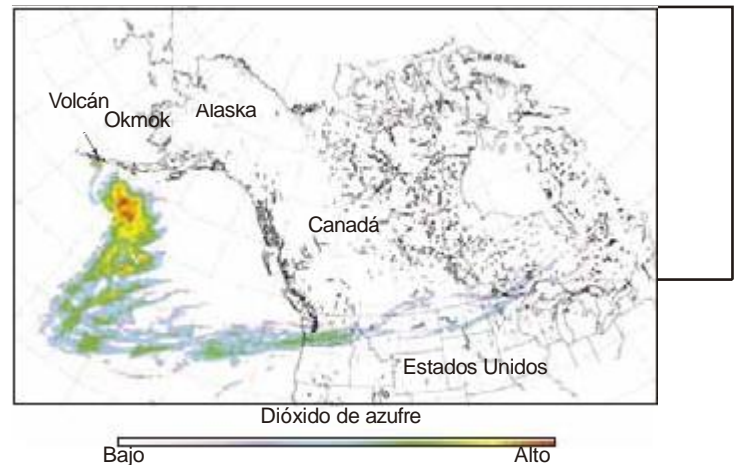 Volcán
Okmok
Alaska
Canadá
Estados Unidos
Dióxido de azufre
Bajo
Alto